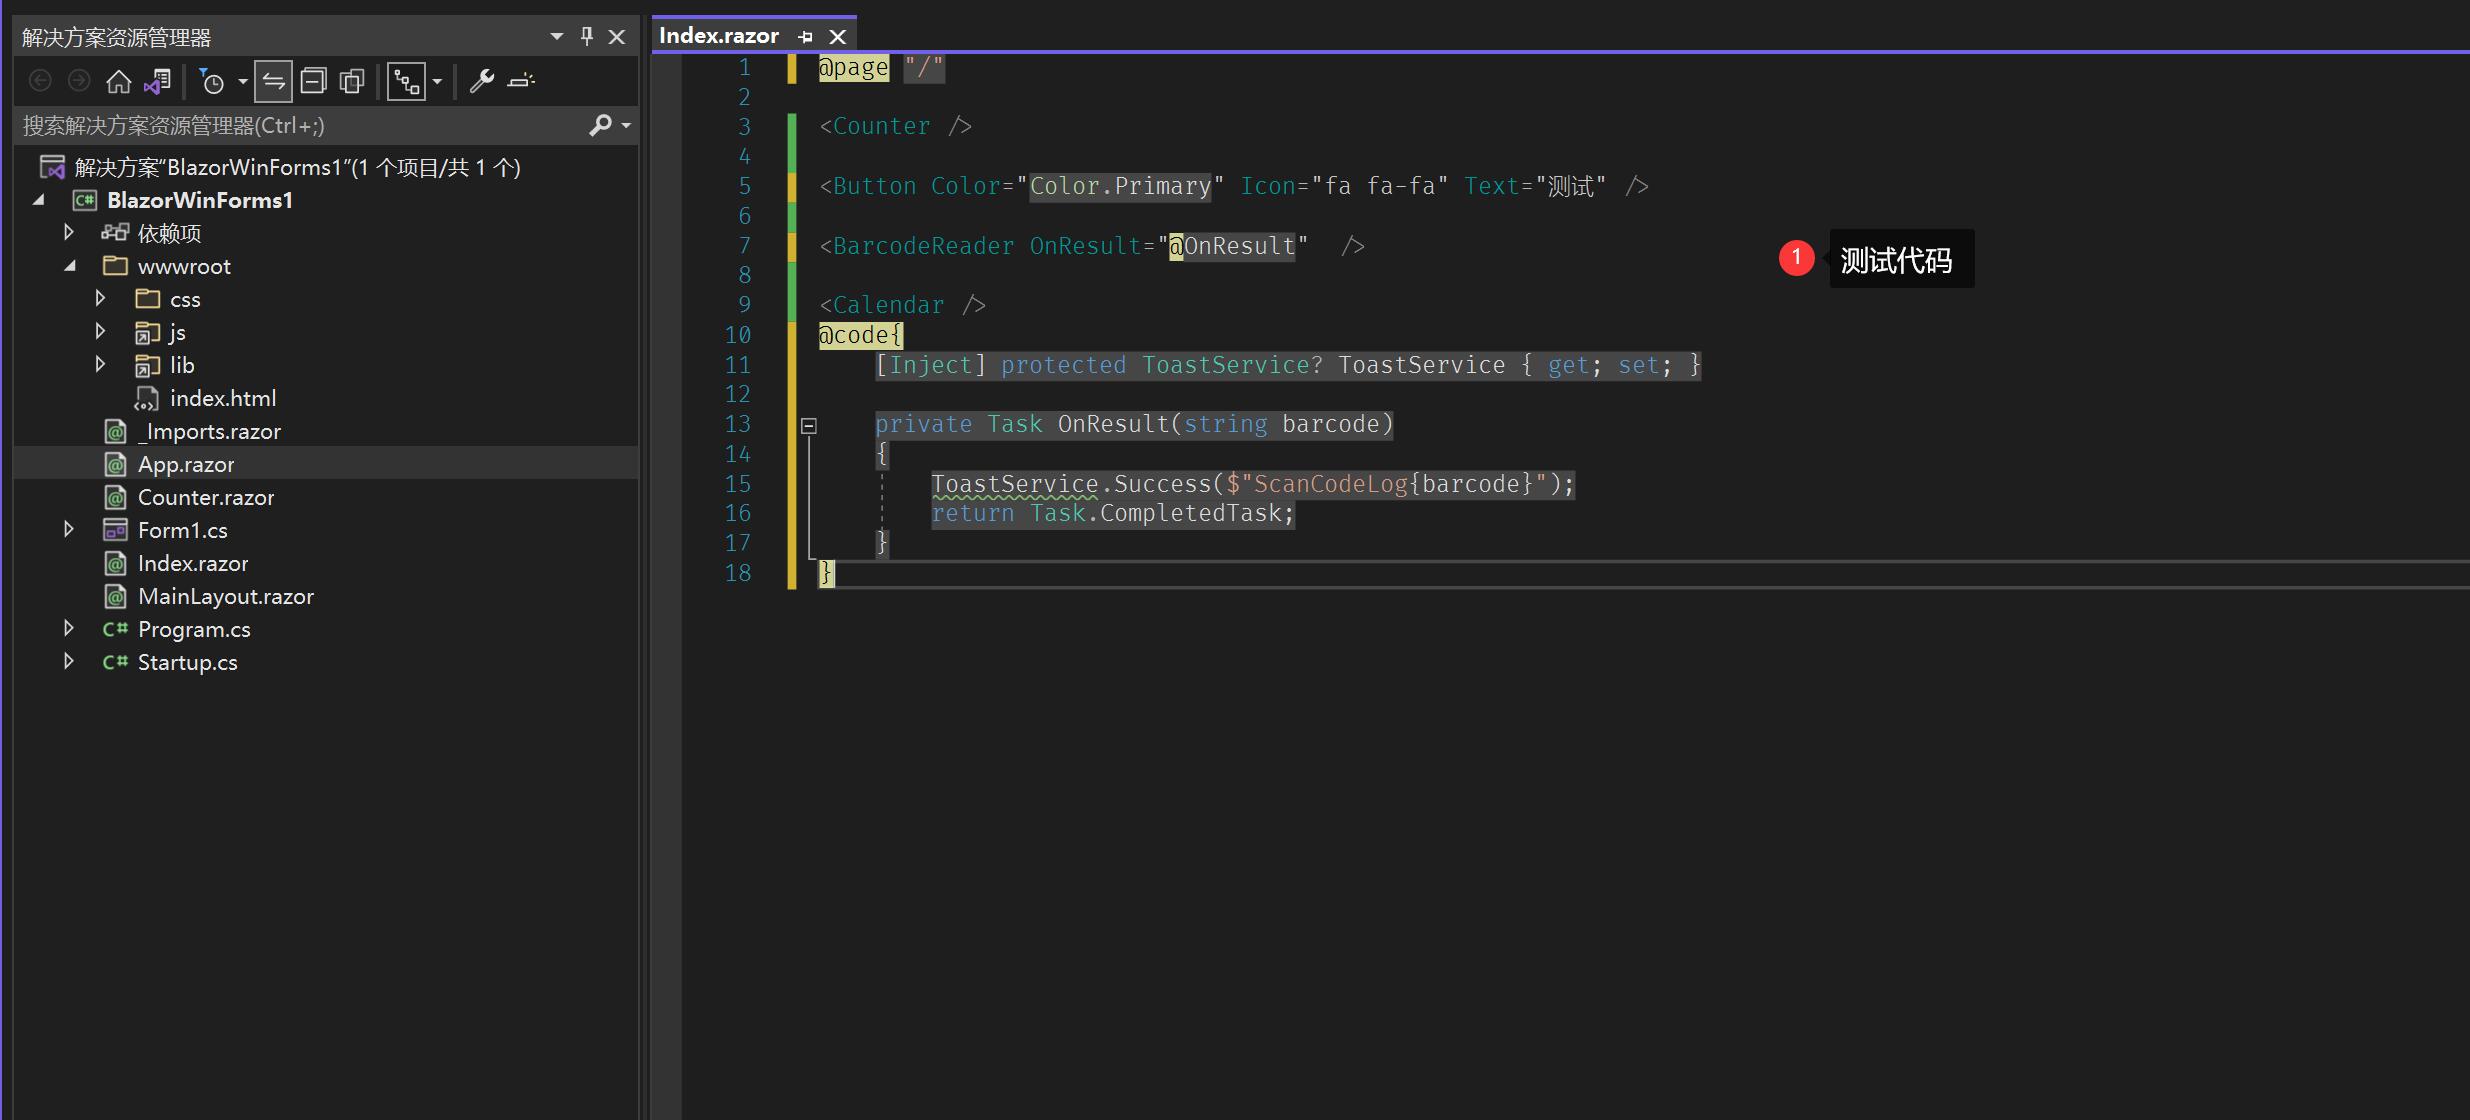 解决方案资源管理器
搜索解决方案资源管理器(Ctrl+;)
解决方案“BlazorWinForms1”(1 个项目/共 1 个)
BlazorWinForms1
依赖项
wwwroot
css
js
lib
index.html
_Imports.razor
App.razor
Counter.razor
Form1.cs
Index.razor
MainLayout.razor
C# Program.cs
C# Startup.cs
Index.razor
1 @page "/"
2
3 <Counter />
4
5 <Button Color="Color.Primary" Icon="fa fa-fa" Text="测试" />
6
7 <BarcodeReader OnResult="@OnResult"  />
8
9 <Calendar />
10 @code{
11 [Inject] protected ToastService? ToastService { get; set; }
12
13 private Task OnResult(string barcode)
14 {
15 ToastService.Success($"ScanCodeLog{barcode}");
16 return Task.CompletedTask;
17 }
18 }
1 测试代码